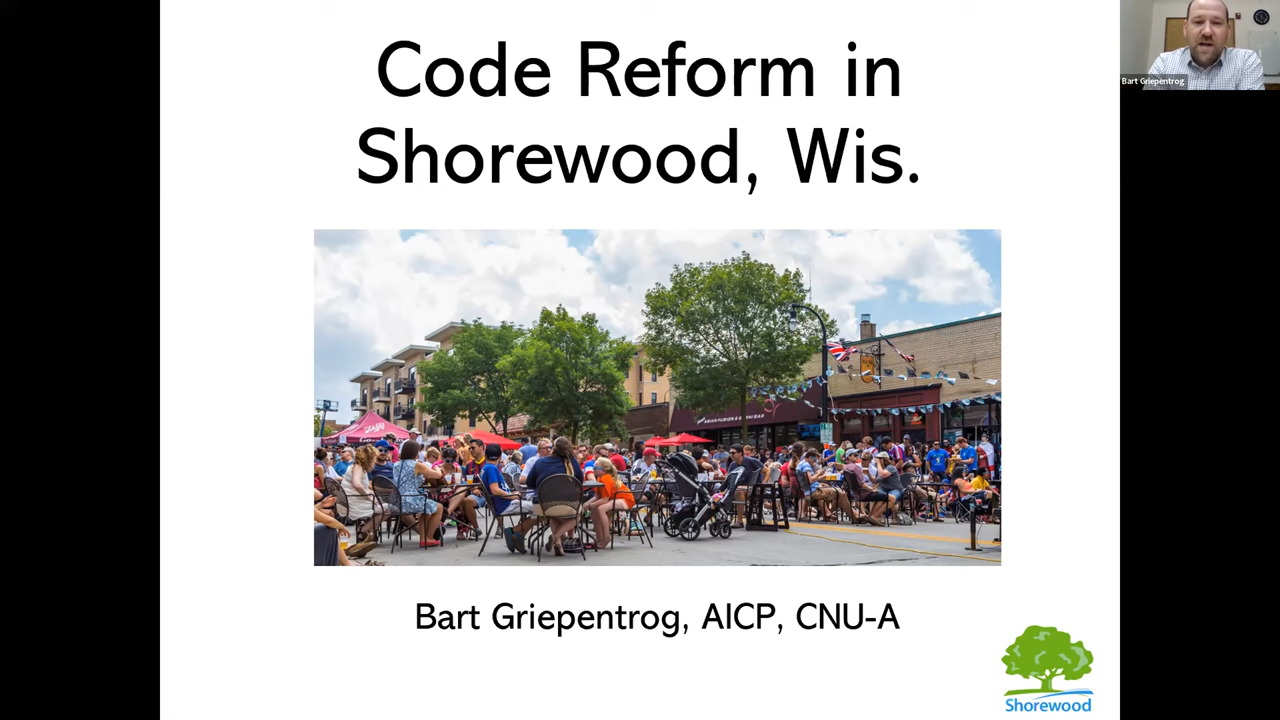 Code Reform in
Shorewood, Wis.
Bart Griepentrog
Bart Griepentrog, AICP, CNU-A
Shorewood